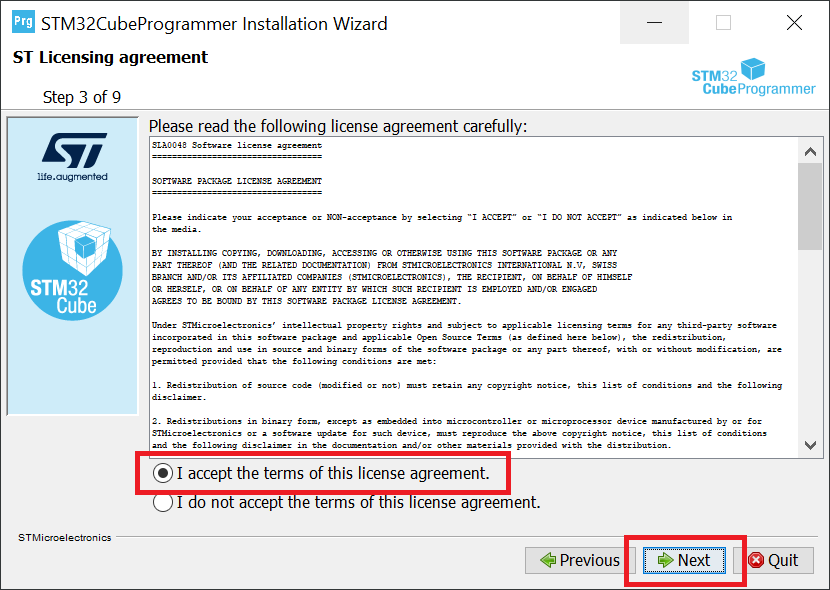 Prg STM32CubeProgrammer Installation Wizard
ST Licensing agreement
Step 3 of 9
STM32
CubeProgrammer
ST
life.augmented
STM32
Cube
Please read the following license agreement carefully:
SLA0048 Software license agreement
==================================
SOFTWARE PACKAGE LICENSE AGREEMENT
==================================
Please indicate your acceptance or NON-acceptance by selecting “I ACCEPT” or “I DO NOT ACCEPT” as indicated below in
the media.
BY INSTALLING COPYING, DOWNLOADING, ACCESSING OR OTHERWISE USING THIS SOFTWARE PACKAGE OR ANY
PART THEREOF (AND THE RELATED DOCUMENTATION) FROM STMICROELECTRONICS INTERNATIONAL N.V, SWISS
BRANCH AND/OR ITS AFFILIATED COMPANIES (STMICROELECTRONICS), THE RECIPIENT, ON BEHALF OF HIMSELF
OR HERSELF, OR ON BEHALF OF ANY ENTITY BY WHICH SUCH RECIPIENT IS EMPLOYED AND/OR ENGAGED
AGREES TO BE BOUND BY THIS SOFTWARE PACKAGE LICENSE AGREEMENT.
Under STMicroelectronics’ intellectual property rights and subject to applicable licensing terms for any third-party software
incorporated in this software package and applicable Open Source Terms (as defined here below), the redistribution,
reproduction and use in source and binary forms of the software package or any part thereof, with or without modification, are
permitted provided that the following conditions are met:
1. Redistribution of source code (modified or not) must retain any copyright notice, this list of conditions and the following
disclaimer.
2. Redistributions in binary form, except as embedded into microcontroller or microprocessor device manufactured by or for
STMicroelectronics or a software update for such device, must reproduce the above copyright notice, this list of conditions
and the following disclaimer in the documentation and/or other materials provided with the distribution.
I accept the terms of this license agreement.
I do not accept the terms of this license agreement.
STMicroelectronics
Previous Next Quit